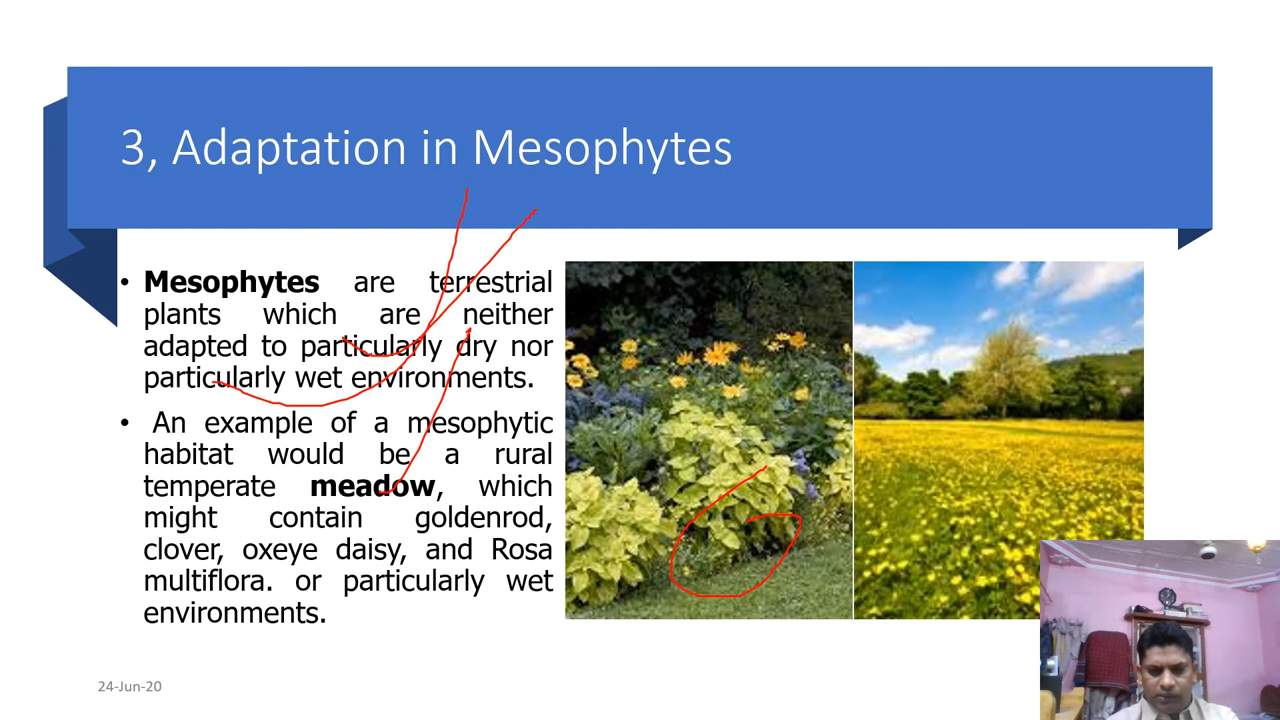 3, Adaptation in Mesophytes
• Mesophytes are terrestrial
plants which are neither
adapted to particularly dry nor
particularly wet environments.
• An example of a mesophytic
habitat would be a rural
temperate meadow, which
might contain goldenrod,
clover, oxeye daisy, and Rosa
multiflora. or particularly wet
environments.
24-Jun-20